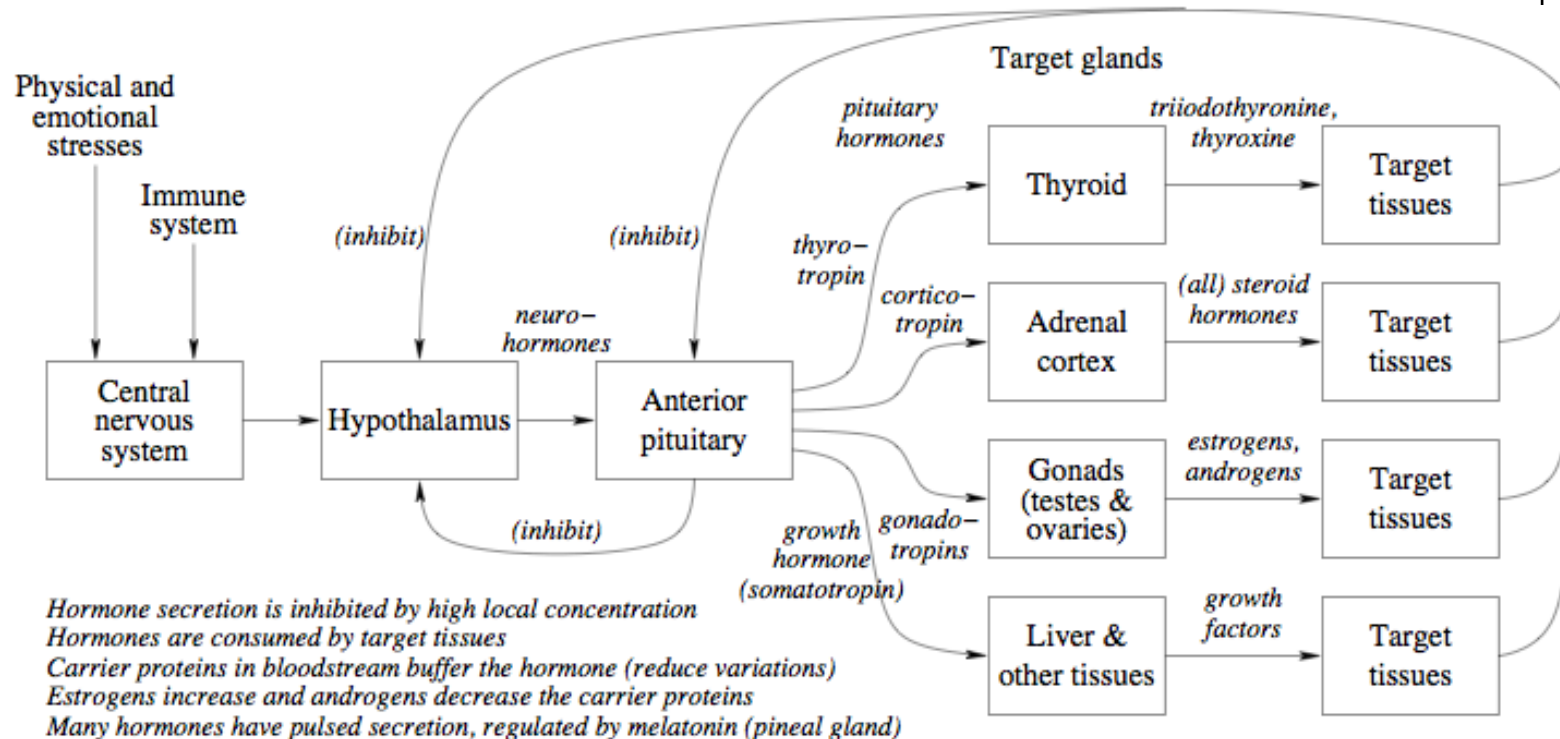 Target glands
Physical and
emotional
stresses
Immune
system
(inhibit)
(inhibit)
neuro−
hormones
pituitary
hormones
thyro−
tropin
cortico−
tropin
gonado−
tropins
growth
hormone
(somatotropin)
triiodothyronine,
thyroxine
(all) steroid
hormones
estrogens,
androgens
growth
factors
Central
nervous
system
Hypothalamus
Anterior
pituitary
(inhibit)
Thyroid
Adrenal
cortex
Gonads
(testes &
ovaries)
Liver &
other tissues
Target
tissues
Target
tissues
Target
tissues
Target
tissues
Hormone secretion is inhibited by high local concentration
Hormones are consumed by target tissues
Carrier proteins in bloodstream buffer the hormone (reduce variations)
Estrogens increase and androgens decrease the carrier proteins
Many hormones have pulsed secretion, regulated by melatonin (pineal gland)